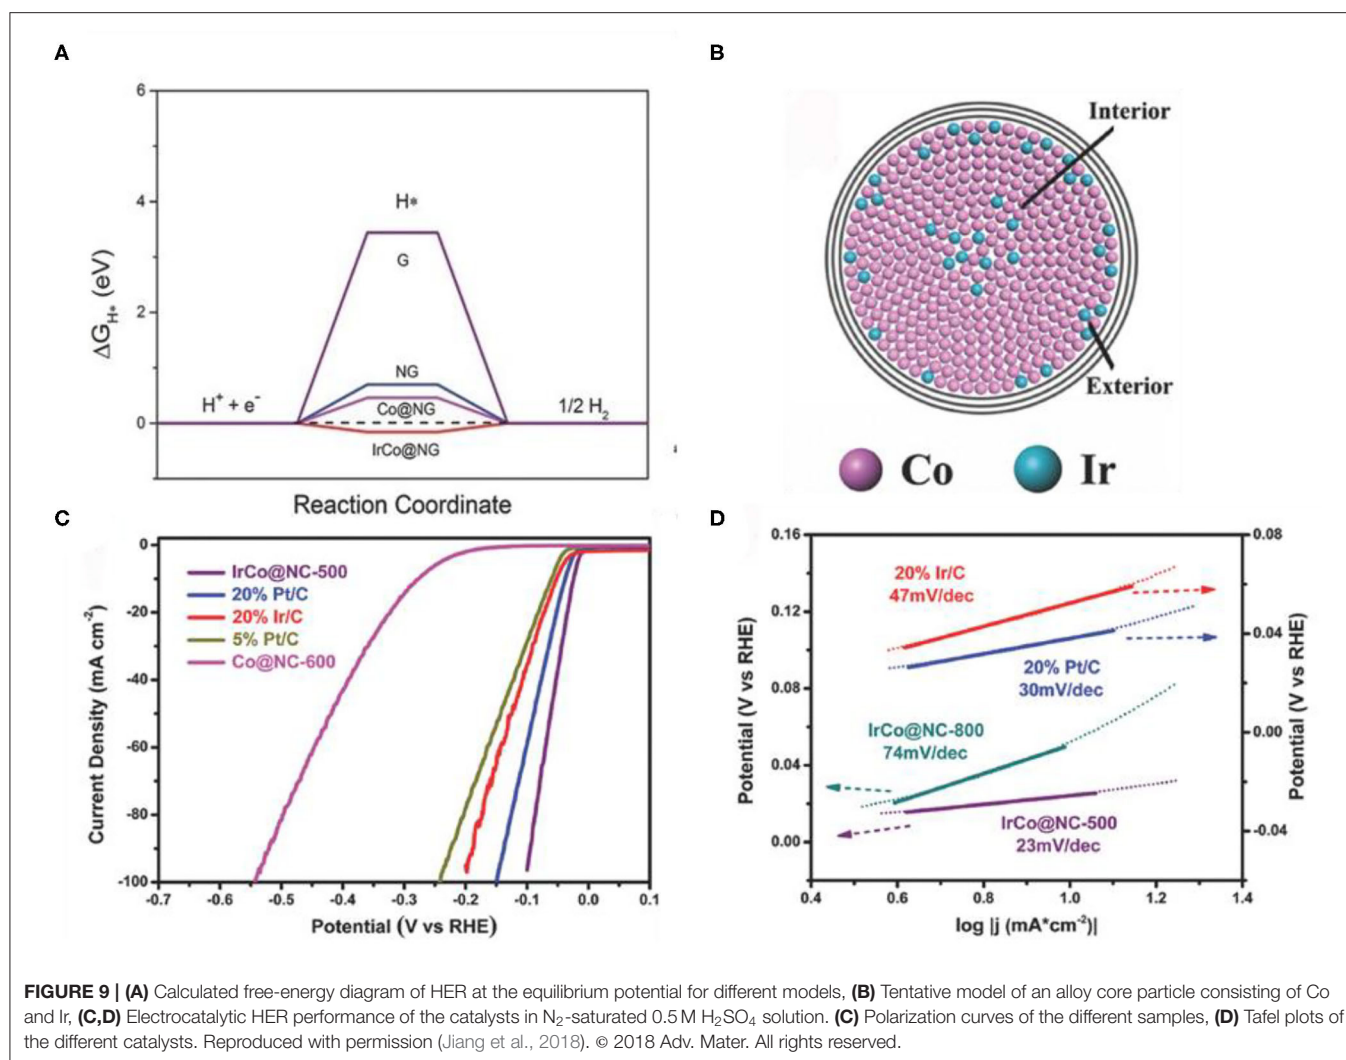 A
6
4
2
0
ΔG_H* (eV)
H*
G
NG
Co@NG
IrCo@NG
H⁺ + e⁻
1/2 H₂
Reaction Coordinate
B
Interior
Exterior
Co
Ir
C
0
-20
-40
-60
-80
-100
Current Density (mA cm⁻²)
IrCo@NC-500
20% Pt/C
20% Ir/C
5% Pt/C
Co@NC-600
-0.7 -0.6 -0.5 -0.4 -0.3 -0.2 -0.1 0.0 0.1
Potential (V vs RHE)
D
0.16
0.12
0.08
0.04
0.00
Potential (V vs RHE)
20% Ir/C
47mV/dec
20% Pt/C
30mV/dec
IrCo@NC-800
74mV/dec
IrCo@NC-500
23mV/dec
0.08
0.04
0.00
-0.04
Potential (V vs RHE)
0.4 0.6 0.8 1.0 1.2 1.4
log |j (mA*cm⁻²)|
FIGURE 9 | (A) Calculated free-energy diagram of HER at the equilibrium potential for different models, (B) Tentative model of an alloy core particle consisting of Co
and Ir, (C,D) Electrocatalytic HER performance of the catalysts in N₂-saturated 0.5 M H₂SO₄ solution. (C) Polarization curves of the different samples, (D) Tafel plots of
the different catalysts. Reproduced with permission (Jiang et al., 2018). © 2018 Adv. Mater. All rights reserved.